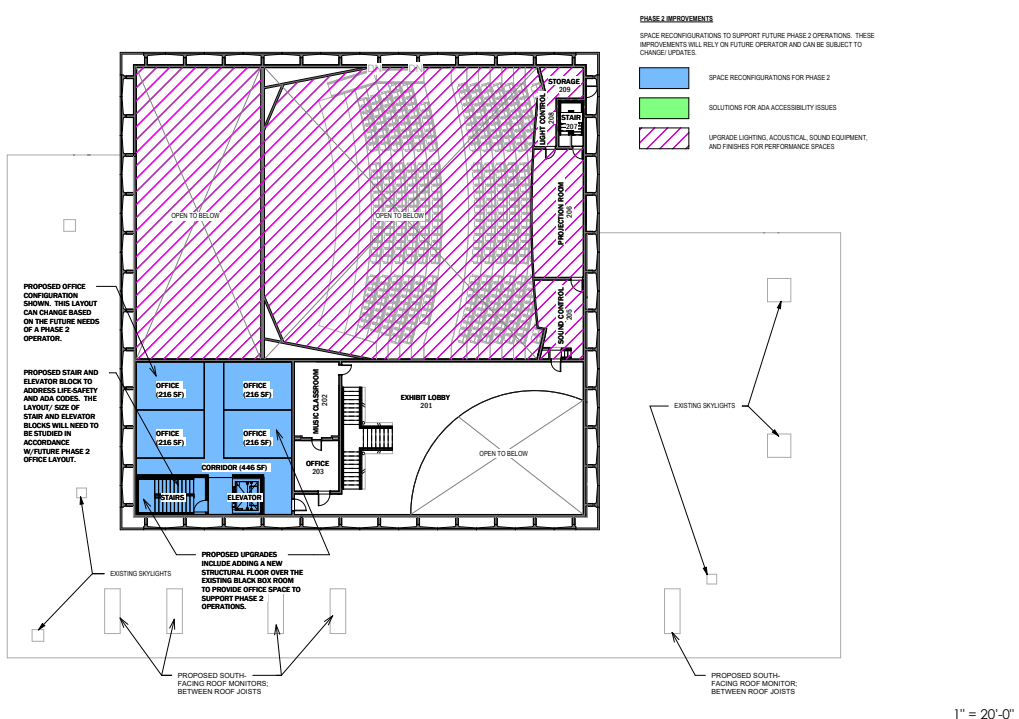 PHASE 2 IMPROVEMENTS
SPACE RECONFIGURATIONS TO SUPPORT FUTURE PHASE 2 OPERATIONS. THESE
IMPROVEMENTS WILL RELY ON FUTURE OPERATOR AND CAN BE SUBJECT TO
CHANGE/ UPDATES.
SPACE RECONFIGURATIONS FOR PHASE 2
SOLUTIONS FOR ADA ACCESSIBILITY ISSUES
UPGRADE LIGHTING, ACOUSTICAL, SOUND EQUIPMENT,
AND FINISHES FOR PERFORMANCE SPACES
DN
DN
STORAGE
209
LIGHT CONTROL
208
STAIR
207
PROJECTION ROOM
206
OPEN TO BELOW
OPEN TO BELOW
SOUND CONTROL
205
PROPOSED OFFICE
CONFIGURATION
SHOWN. THIS LAYOUT
CAN CHANGE BASED
ON THE FUTURE NEEDS
OF A PHASE 2
OPERATOR.
PROPOSED STAIR AND
ELEVATOR BLOCK TO
ADDRESS LIFE-SAFETY
AND ADA CODES. THE
LAYOUT/ SIZE OF
STAIR AND ELEVATOR
BLOCKS WILL NEED TO
BE STUDIED IN
ACCORDANCE
W/FUTURE PHASE 2
OFFICE LAYOUT.
OFFICE
(216 SF)
OFFICE
(216 SF)
OFFICE
(216 SF)
OFFICE
(216 SF)
CORRIDOR (446 SF)
STAIRS
ELEVATOR
MUSIC CLASSROOM
202
OFFICE
203
EXHIBIT LOBBY
201
OPEN TO BELOW
EXISTING SKYLIGHTS
PROPOSED UPGRADES
INCLUDE ADDING A NEW
STRUCTURAL FLOOR OVER THE
EXISTING BLACK BOX ROOM
TO PROVIDE OFFICE SPACE TO
SUPPORT PHASE 2
OPERATIONS.
EXISTING SKYLIGHTS
PROPOSED SOUTH-
FACING ROOF MONITORS;
BETWEEN ROOF JOISTS
PROPOSED SOUTH-
FACING ROOF MONITOR;
BETWEEN ROOF JOISTS
1" = 20'-0"